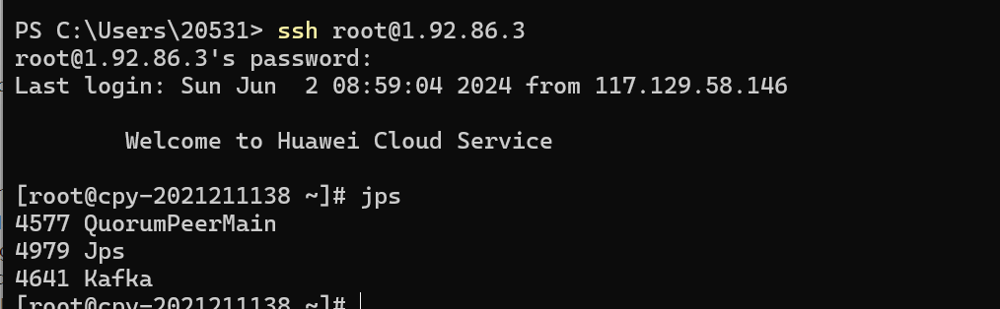 PS C:\Users\20531> ssh root@1.92.86.3
root@1.92.86.3's password:
Last login: Sun Jun  2 08:59:04 2024 from 117.129.58.146
Welcome to Huawei Cloud Service
[root@cpy-2021211138 ~]# jps
4577 QuorumPeerMain
4979 Jps
4641 Kafka
[root@cpy-2021211138 ~]#